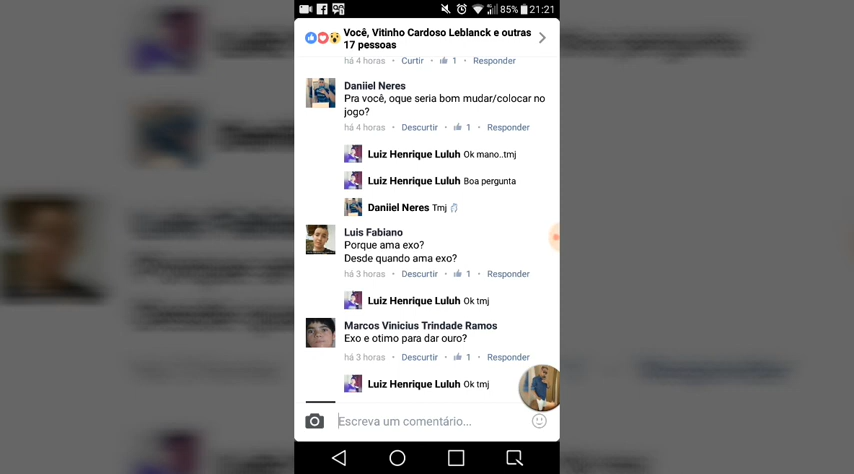 85% 21:21
Você, Vitinho Cardoso Leblanck e outras
17 pessoas
há 4 horas • Curtir • 1 • Responder
Daniiel Neres
Pra você, oque seria bom mudar/colocar no
jogo?
há 4 horas • Descurtir • 1 • Responder
Luiz Henrique Luluh Ok mano..tmj
Luiz Henrique Luluh Boa pergunta
Daniiel Neres Tmj
Luis Fabiano
Porque ama exo?
Desde quando ama exo?
há 3 horas • Descurtir • 1 • Responder
Luiz Henrique Luluh Ok tmj
Marcos Vinicius Trindade Ramos
Exo e otimo para dar ouro?
há 3 horas • Descurtir • 1 • Responder
Luiz Henrique Luluh Ok tmj
Escreva um comentário...